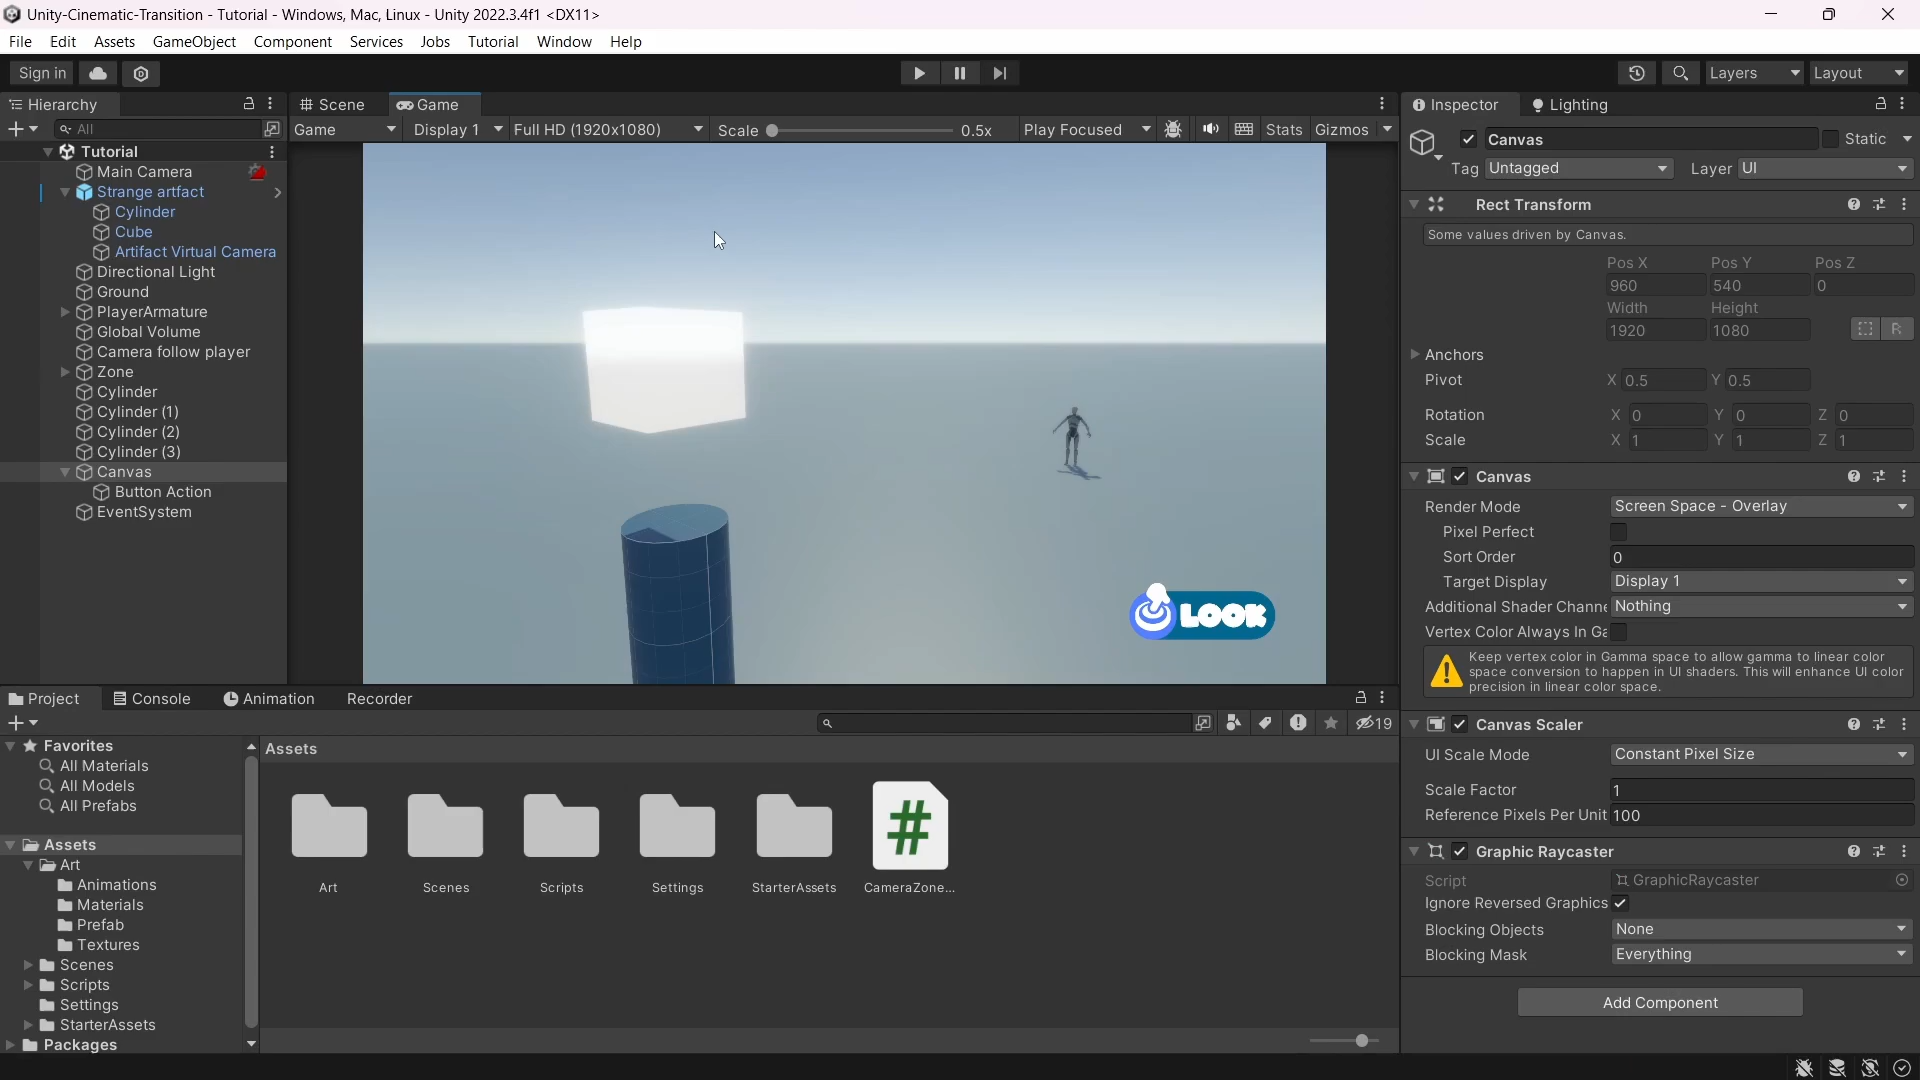 Unity-Cinematic-Transition - Tutorial - Windows, Mac, Linux - Unity 2022.3.4f1 <DX11>
File Edit Assets GameObject Component Services Jobs Tutorial Window Help
Sign in Layers Layout
Hierarchy
All
Tutorial
Main Camera
Strange artfact
Cylinder
Cube
Artifact Virtual Camera
Directional Light
Ground
PlayerArmature
Global Volume
Camera follow player
Zone
Cylinder
Cylinder (1)
Cylinder (2)
Cylinder (3)
Canvas
Button Action
EventSystem
Scene Game
Game Display 1 Full HD (1920x1080) Scale 0.5x Play Focused Stats Gizmos
LOOK
Inspector Lighting
Canvas Static
Tag Untagged Layer UI
Rect Transform
Some values driven by Canvas.
Pos X Pos Y Pos Z
960 540 0
Width Height
1920 1080 R
Anchors
Pivot X 0.5 Y 0.5
Rotation X 0 Y 0 Z 0
Scale X 1 Y 1 Z 1
Canvas
Render Mode Screen Space - Overlay
Pixel Perfect
Sort Order 0
Target Display Display 1
Additional Shader Channe Nothing
Vertex Color Always In Ga
Keep vertex color in Gamma space to allow gamma to linear color
space conversion to happen in UI shaders. This will enhance UI color
precision in linear color space.
Canvas Scaler
UI Scale Mode Constant Pixel Size
Scale Factor 1
Reference Pixels Per Unit 100
Graphic Raycaster
Script GraphicRaycaster
Ignore Reversed Graphics
Blocking Objects None
Blocking Mask Everything
Add Component
Project Console Animation Recorder
19
Favorites
All Materials
All Models
All Prefabs
Assets
Art
Animations
Materials
Prefab
Textures
Scenes
Scripts
Settings
StarterAssets
Packages
Assets
#
Art Scenes Scripts Settings StarterAssets CameraZone...